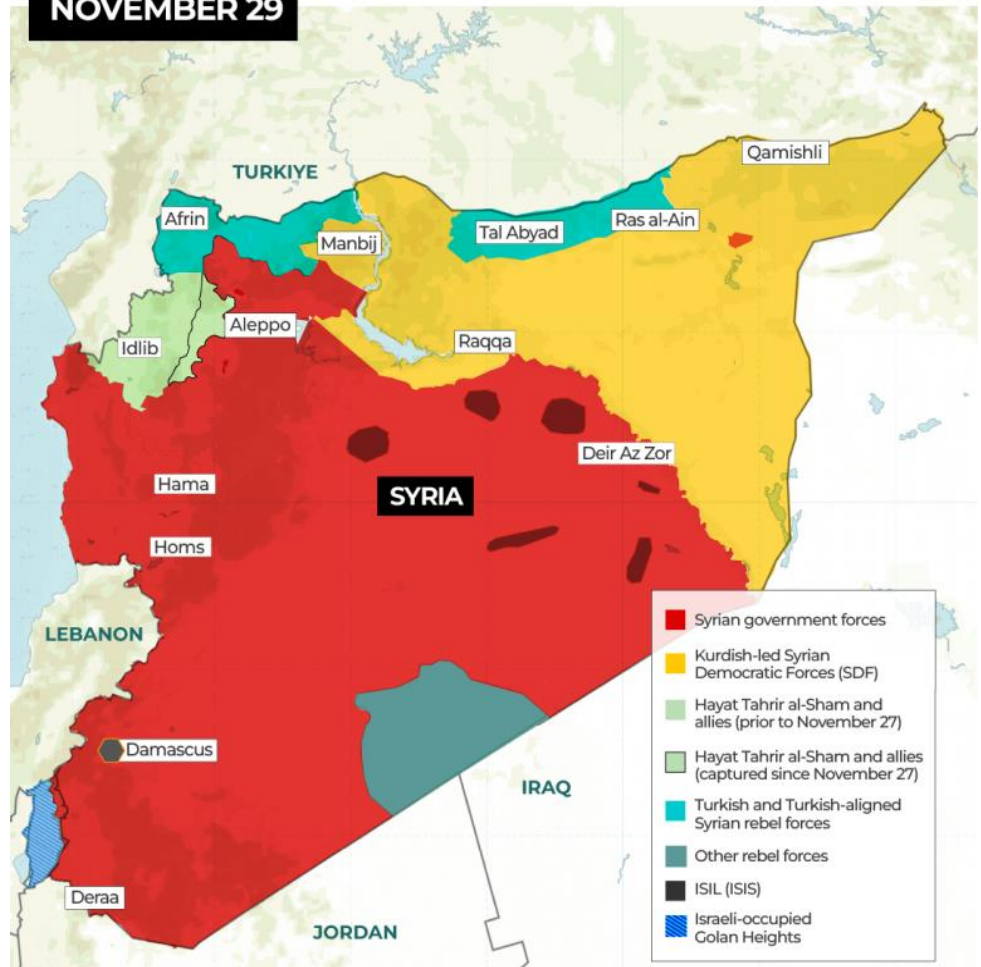 NOVEMBER 29
TURKIYE
Qamishli
Afrin
Manbij
Tal Abyad
Ras al-Ain
Idlib
Aleppo
Raqqa
Deir Az Zor
Hama
SYRIA
Homs
LEBANON
Damascus
IRAQ
Deraa
JORDAN
Syrian government forces
Kurdish-led Syrian
Democratic Forces (SDF)
Hayat Tahrir al-Sham and
allies (prior to November 27)
Hayat Tahrir al-Sham and allies
(captured since November 27)
Turkish and Turkish-aligned
Syrian rebel forces
Other rebel forces
ISIL (ISIS)
Israeli-occupied
Golan Heights